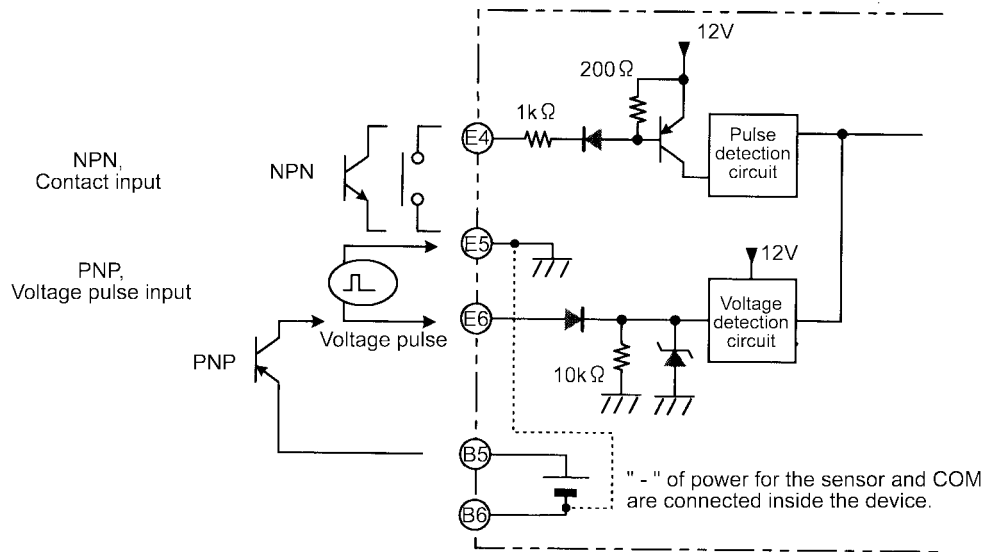 12V
200Ω
1kΩ
E4
Pulse
detection
circuit
NPN,
Contact input
NPN
E5
PNP,
Voltage pulse input
12V
E6
Voltage
detection
circuit
Voltage pulse
PNP
10kΩ
B5
" - " of power for the sensor and COM
are connected inside the device.
B6